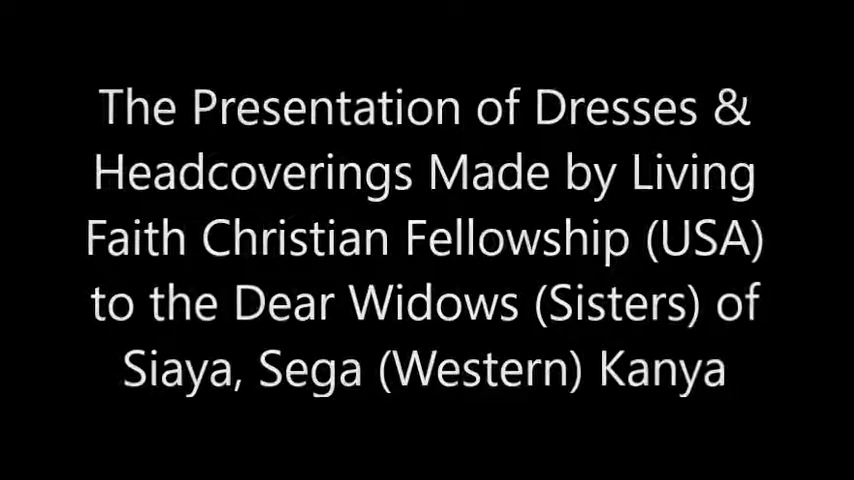 The Presentation of Dresses &
Headcoverings Made by Living
Faith Christian Fellowship (USA)
to the Dear Widows (Sisters) of
Siaya, Sega (Western) Kanya